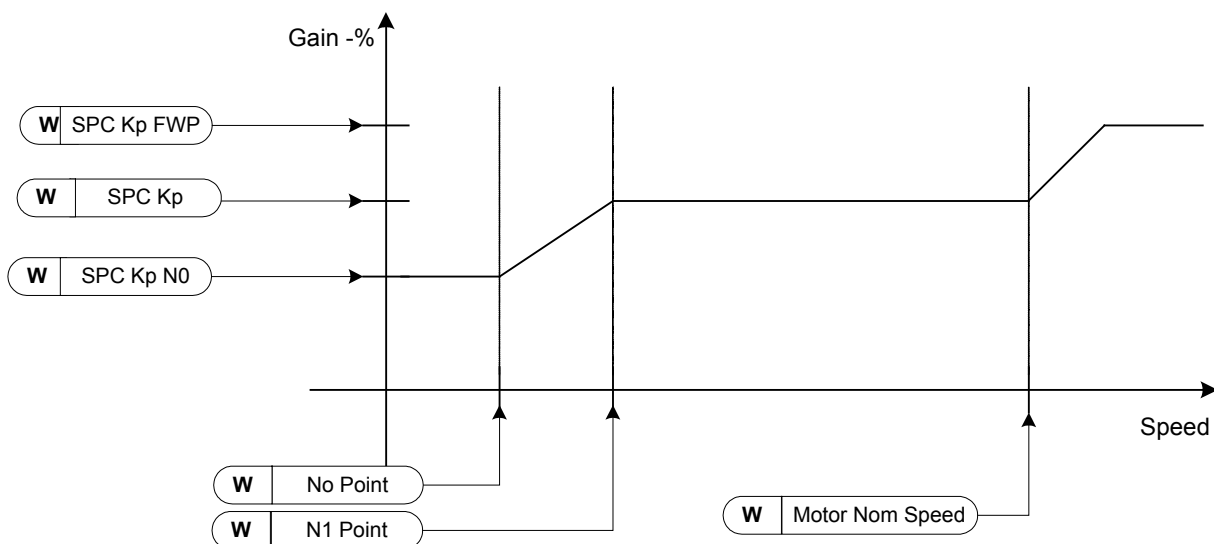 Gain -%
W SPC Kp FWP
W SPC Kp
W SPC Kp N0
Speed
W No Point
W Motor Nom Speed
W N1 Point